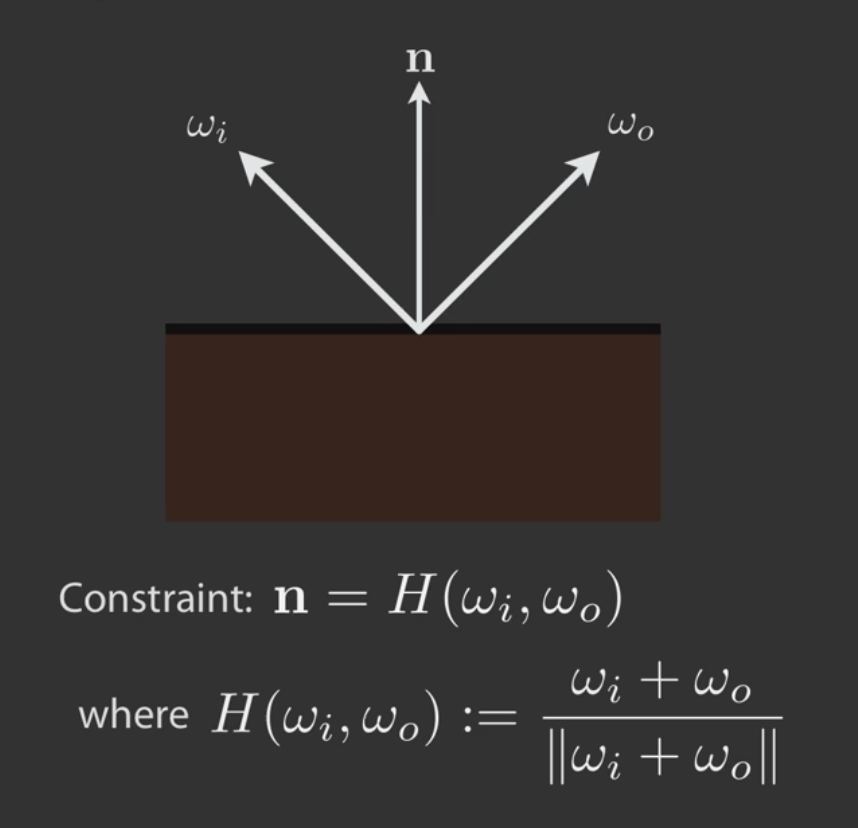 n
ωᵢ ωₒ
Constraint: n = H(ωᵢ, ωₒ)
where H(ωᵢ, ωₒ) := (ωᵢ + ωₒ) / ‖ωᵢ + ωₒ‖